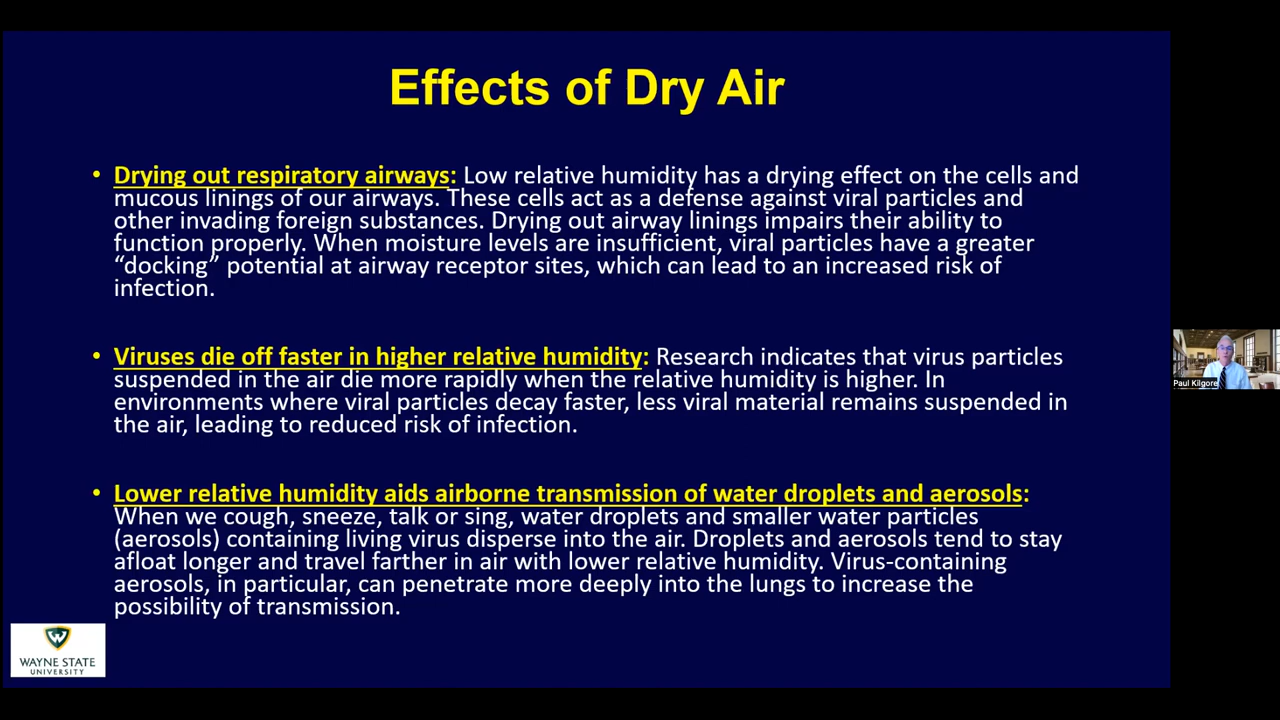 Effects of Dry Air
• Drying out respiratory airways: Low relative humidity has a drying effect on the cells and
mucous linings of our airways. These cells act as a defense against viral particles and
other invading foreign substances. Drying out airway linings impairs their ability to
function properly. When moisture levels are insufficient, viral particles have a greater
“docking” potential at airway receptor sites, which can lead to an increased risk of
infection.
• Viruses die off faster in higher relative humidity: Research indicates that virus particles
suspended in the air die more rapidly when the relative humidity is higher. In
environments where viral particles decay faster, less viral material remains suspended in
the air, leading to reduced risk of infection.
• Lower relative humidity aids airborne transmission of water droplets and aerosols:
When we cough, sneeze, talk or sing, water droplets and smaller water particles
(aerosols) containing living virus disperse into the air. Droplets and aerosols tend to stay
afloat longer and travel farther in air with lower relative humidity. Virus-containing
aerosols, in particular, can penetrate more deeply into the lungs to increase the
possibility of transmission.
W
WAYNE STATE
UNIVERSITY
Paul Kilgore